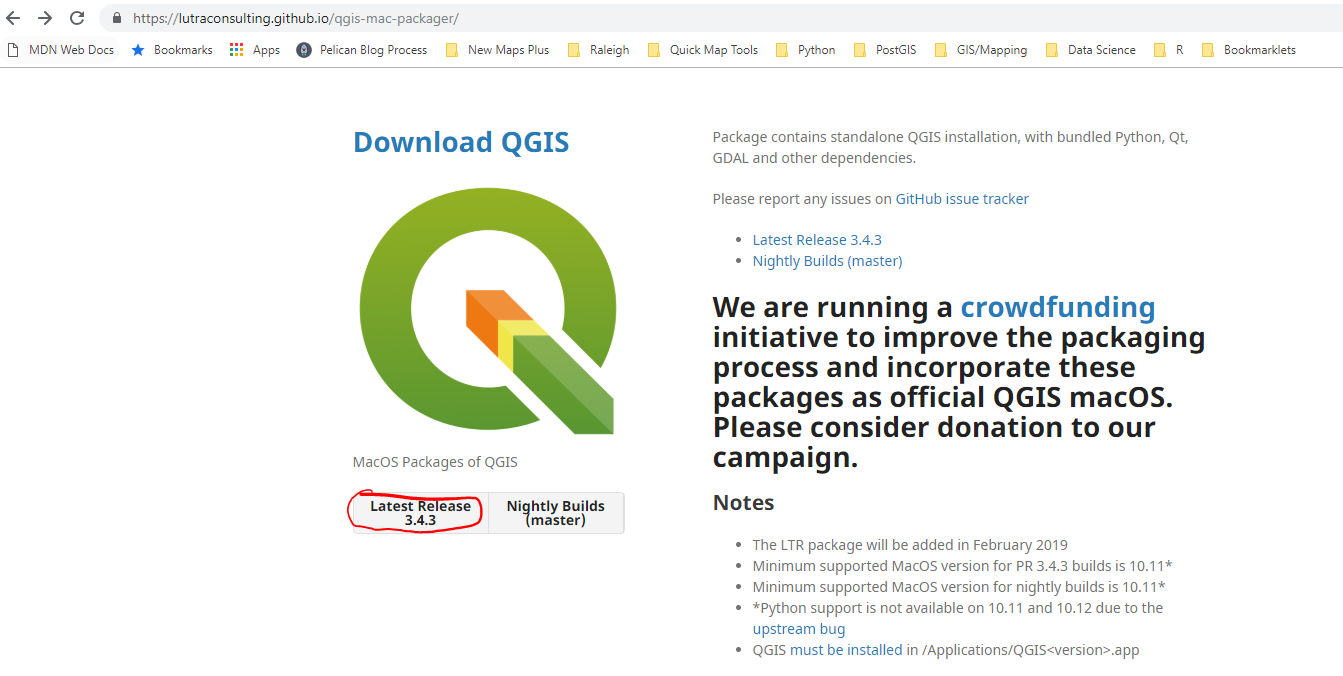 https://lutraconsulting.github.io/qgis-mac-packager/
MDN Web Docs Bookmarks Apps Pelican Blog Process New Maps Plus Raleigh Quick Map Tools Python PostGIS GIS/Mapping Data Science R Bookmarklets
Download QGIS
MacOS Packages of QGIS
Latest Release
3.4.3
Nightly Builds
(master)
Package contains standalone QGIS installation, with bundled Python, Qt,
GDAL and other dependencies.
Please report any issues on GitHub issue tracker
Latest Release 3.4.3
Nightly Builds (master)
We are running a crowdfunding
initiative to improve the packaging
process and incorporate these
packages as official QGIS macOS.
Please consider donation to our
campaign.
Notes
The LTR package will be added in February 2019
Minimum supported MacOS version for PR 3.4.3 builds is 10.11*
Minimum supported MacOS version for nightly builds is 10.11*
*Python support is not available on 10.11 and 10.12 due to the
upstream bug
QGIS must be installed in /Applications/QGIS<version>.app